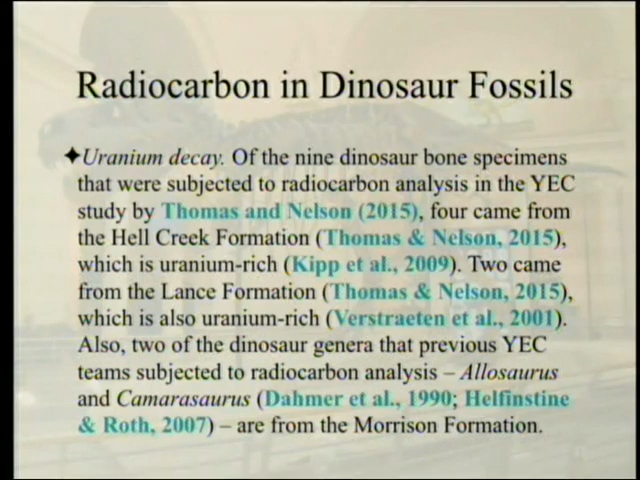 Radiocarbon in Dinosaur Fossils
✦Uranium decay. Of the nine dinosaur bone specimens
that were subjected to radiocarbon analysis in the YEC
study by Thomas and Nelson (2015), four came from
the Hell Creek Formation (Thomas & Nelson, 2015),
which is uranium-rich (Kipp et al., 2009). Two came
from the Lance Formation (Thomas & Nelson, 2015),
which is also uranium-rich (Verstraeten et al., 2001).
Also, two of the dinosaur genera that previous YEC
teams subjected to radiocarbon analysis – Allosaurus
and Camarasaurus (Dahmer et al., 1990; Helfinstine
& Roth, 2007) – are from the Morrison Formation.